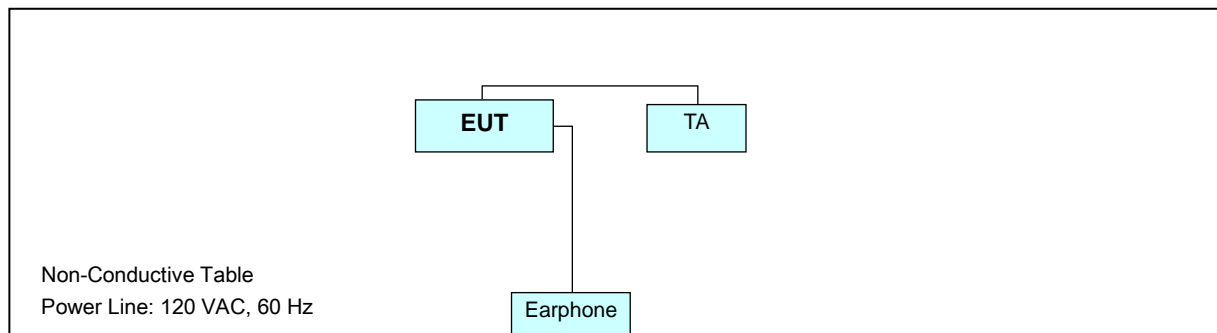 EUT
TA
Non-Conductive Table
Power Line: 120 VAC, 60 Hz
Earphone